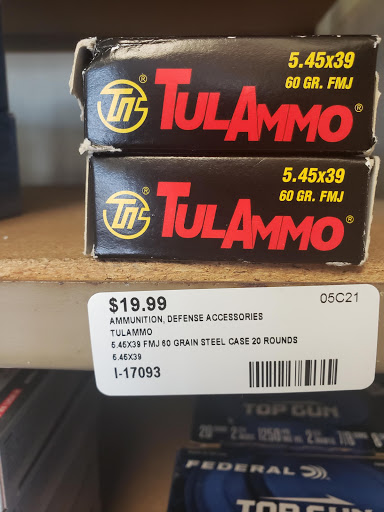 5.45x39
60 GR. FMJ
TULAMMO®
5.45x39
60 GR. FMJ
TULAMMO®
$19.99
05C21
AMMUNITION, DEFENSE ACCESSORIES
TULAMMO
5.45X39 FMJ 60 GRAIN STEEL CASE 20 ROUNDS
5.45X39
I-17093
TOP GUN
FEDERAL
TOP GUN